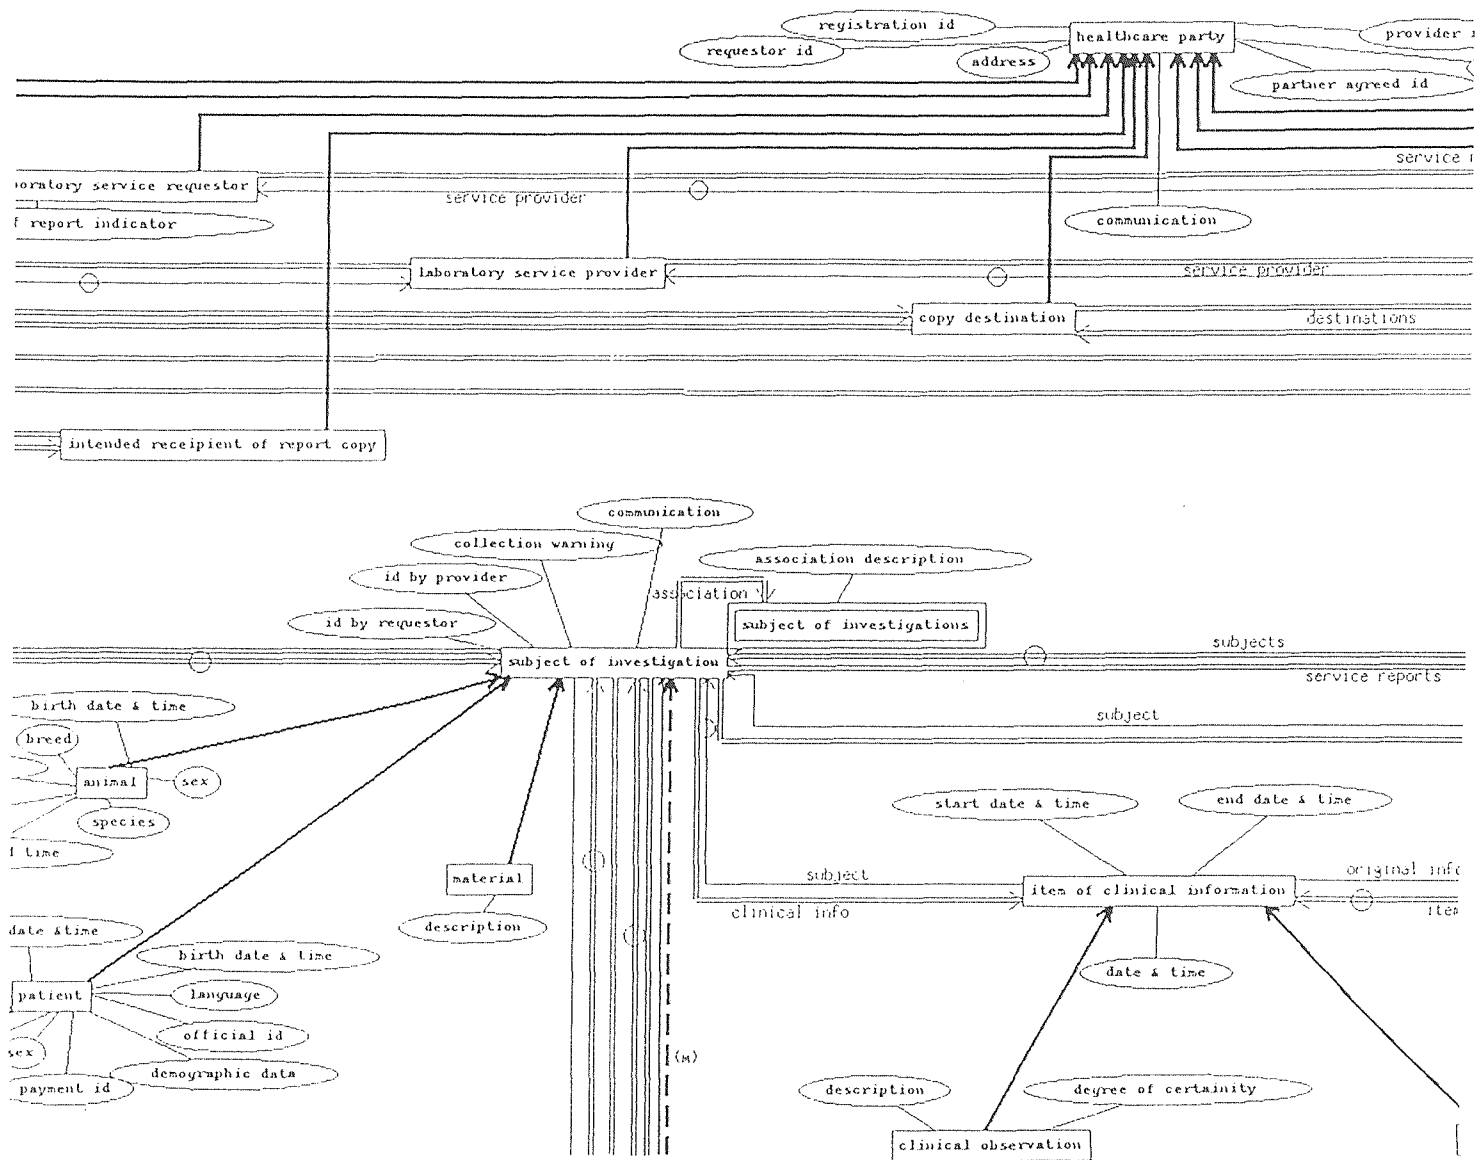 registration id
healthcare party
provider
requestor id
address
partner agreed id
service
boratory service requestor
service provider
report indicator
communication
laboratory service provider
service provider
copy destination
destinations
intended receipient of report copy
communication
collection warning
association description
id by provider
association
id by requestor
subject of investigations
subjects
subject of investigation
service reports
birth date & time
subject
breed
animal
sex
start date & time
end date & time
species
time
material
subject
original info
item of clinical information
clinical info
description
date &time
birth date & time
date & time
patient
language
official id
sex
(M)
demographic data
payment id
description
degree of certainity
clinical observation